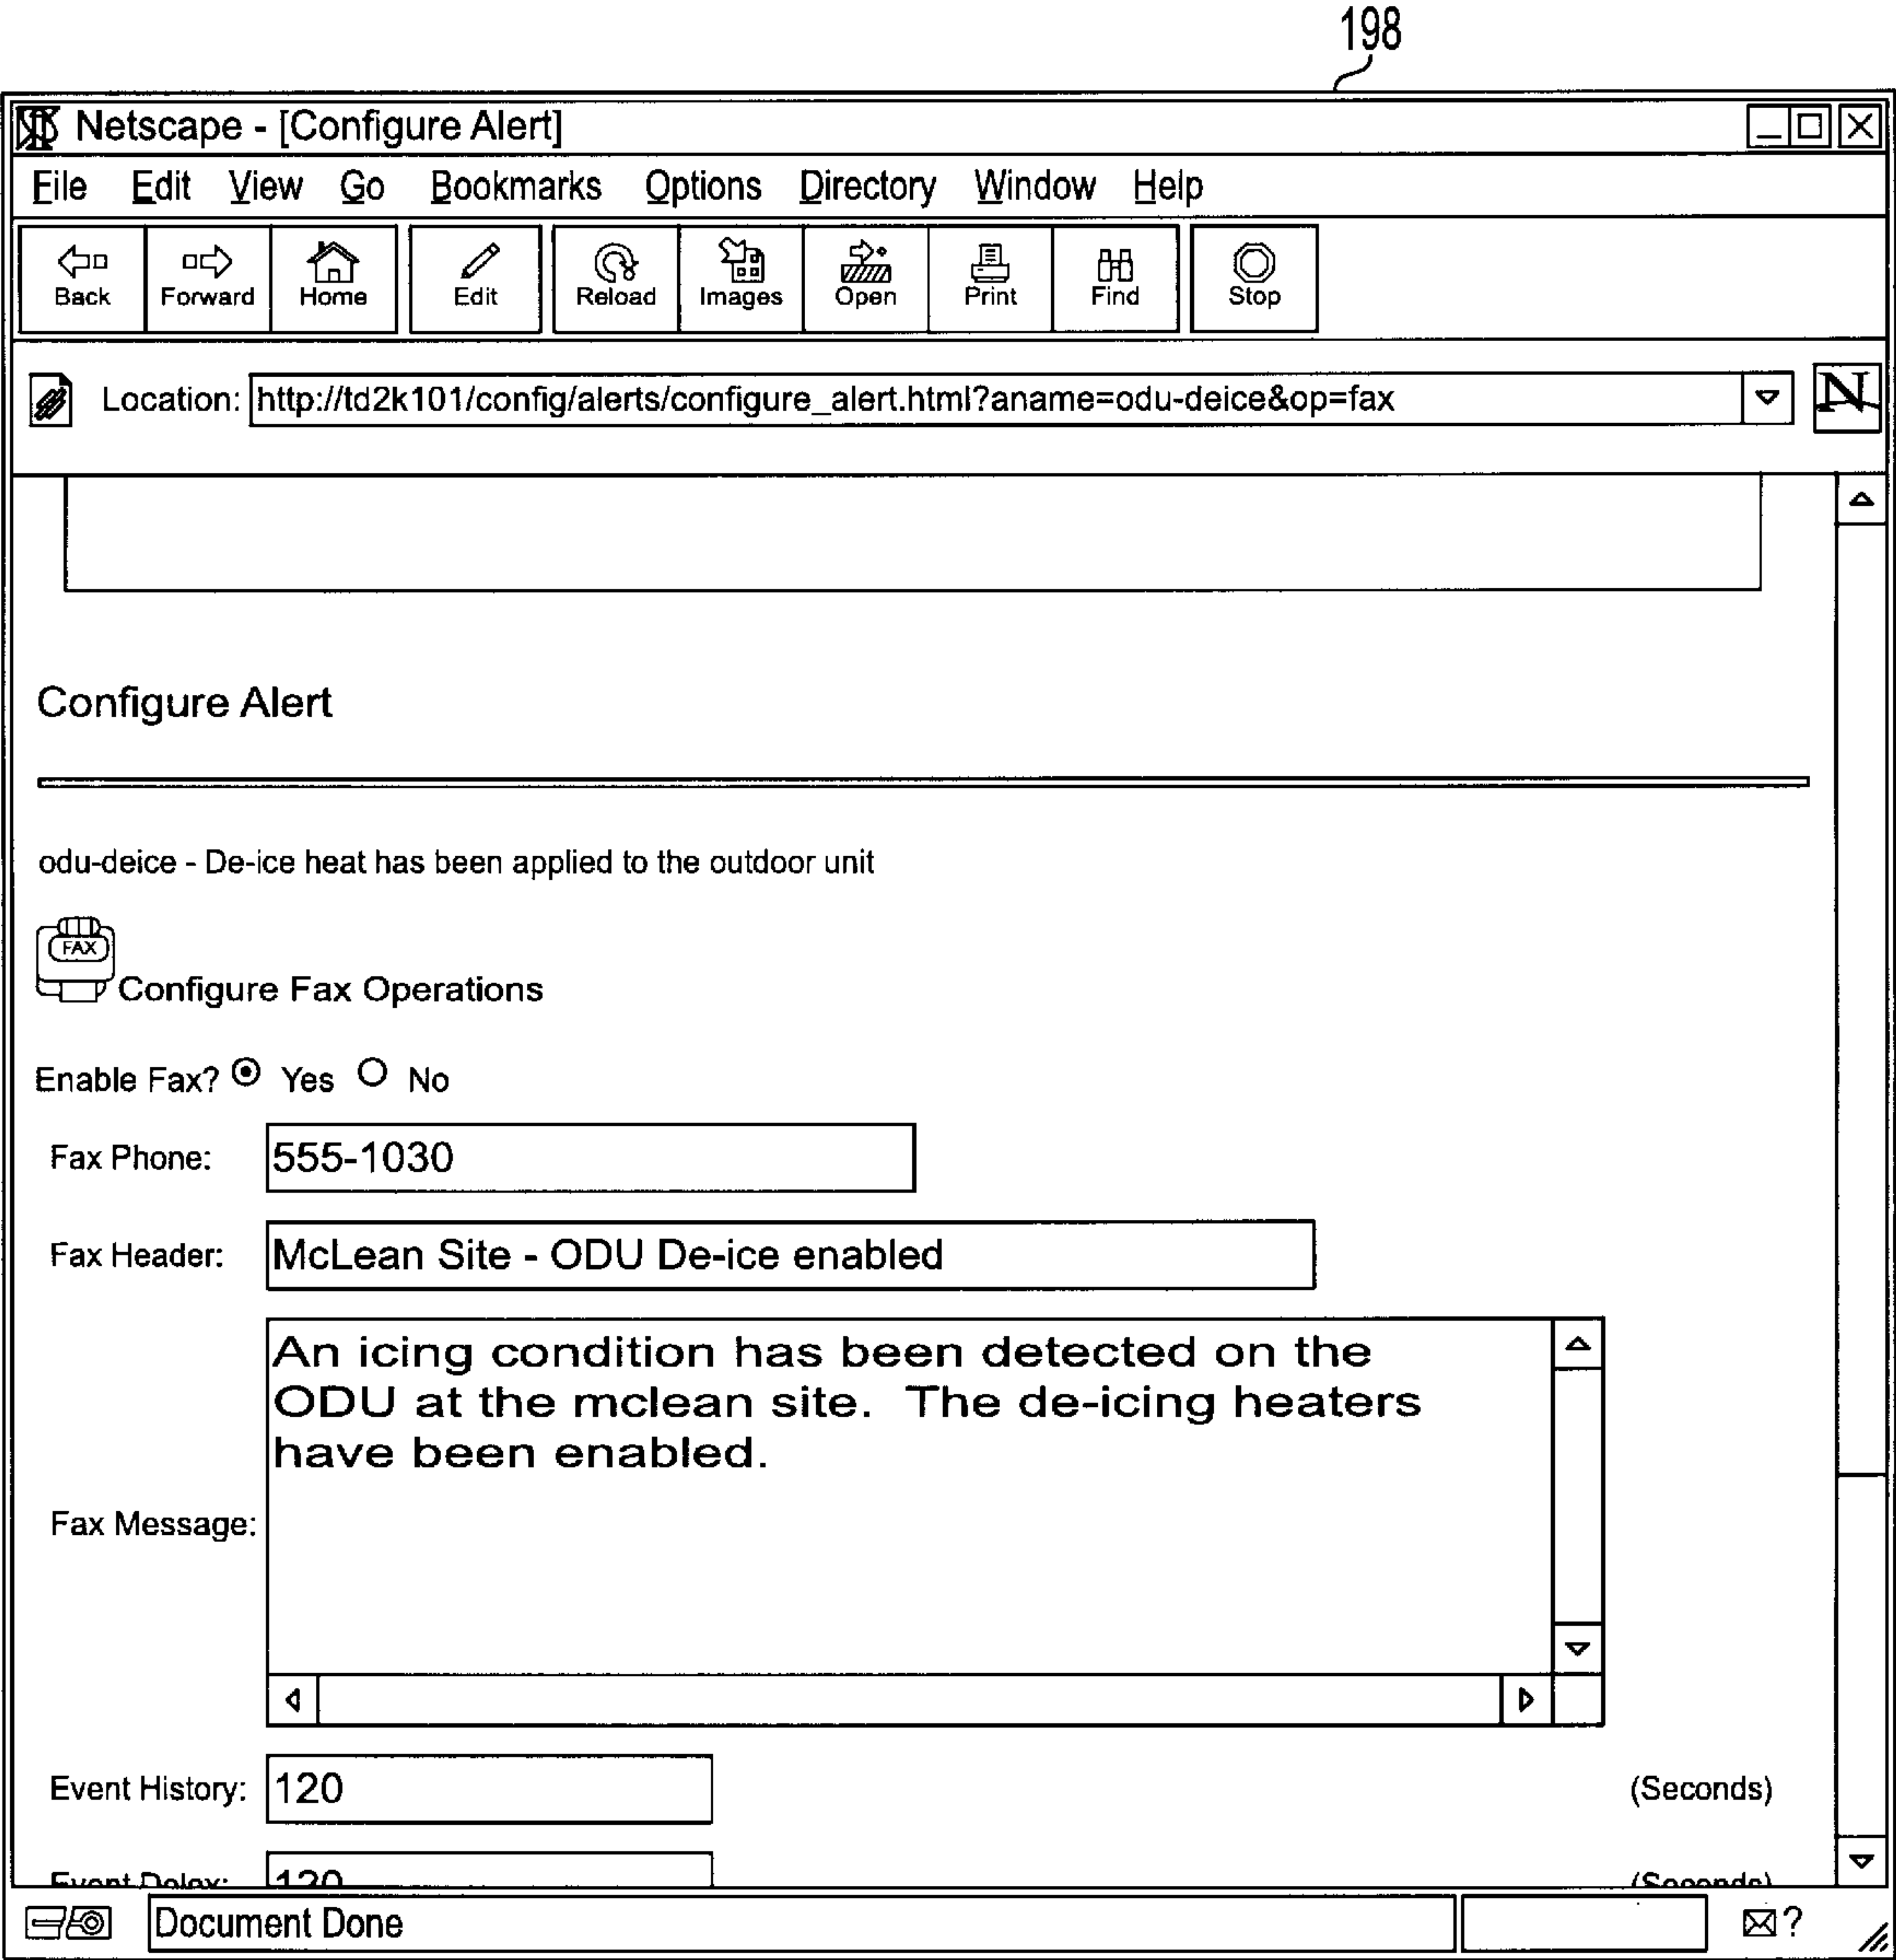 198
Netscape - [Configure Alert]
File Edit View Go Bookmarks Options Directory Window Help
Back Forward Home Edit Reload Images Open Print Find Stop
Location: http://td2k101/config/alerts/configure_alert.html?aname=odu-deice&op=fax
N
Configure Alert
odu-deice - De-ice heat has been applied to the outdoor unit
FAX
Configure Fax Operations
Enable Fax? Yes No
Fax Phone: 555-1030
Fax Header: McLean Site - ODU De-ice enabled
An icing condition has been detected on the
ODU at the mclean site. The de-icing heaters
have been enabled.
Fax Message:
Event History: 120 (Seconds)
Event Delay: 120 (Seconds)
Document Done ?